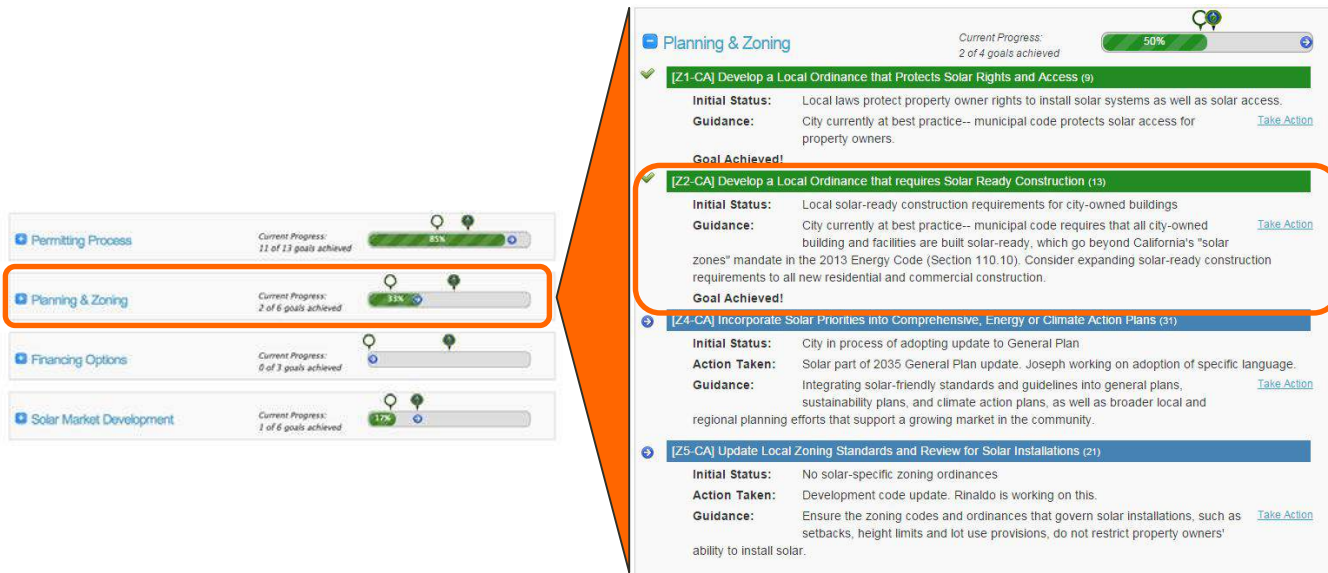 Permitting Process
Current Progress:
11 of 13 goals achieved
85%
Planning & Zoning
Current Progress:
2 of 6 goals achieved
33%
Financing Options
Current Progress:
0 of 3 goals achieved
Solar Market Development
Current Progress:
1 of 6 goals achieved
17%
Planning & Zoning
Current Progress:
2 of 4 goals achieved
50%
[Z1-CA] Develop a Local Ordinance that Protects Solar Rights and Access (9)
Initial Status: Local laws protect property owner rights to install solar systems as well as solar access.
Guidance: City currently at best practice-- municipal code protects solar access for Take Action
property owners.
Goal Achieved!
[Z2-CA] Develop a Local Ordinance that requires Solar Ready Construction (13)
Initial Status: Local solar-ready construction requirements for city-owned buildings
Guidance: City currently at best practice-- municipal code requires that all city-owned Take Action
building and facilities are built solar-ready, which go beyond California's "solar
zones" mandate in the 2013 Energy Code (Section 110.10). Consider expanding solar-ready construction
requirements to all new residential and commercial construction.
Goal Achieved!
[Z4-CA] Incorporate Solar Priorities into Comprehensive, Energy or Climate Action Plans (31)
Initial Status: City in process of adopting update to General Plan
Action Taken: Solar part of 2035 General Plan update. Joseph working on adoption of specific language.
Guidance: Integrating solar-friendly standards and guidelines into general plans, Take Action
sustainability plans, and climate action plans, as well as broader local and
regional planning efforts that support a growing market in the community.
[Z5-CA] Update Local Zoning Standards and Review for Solar Installations (21)
Initial Status: No solar-specific zoning ordinances
Action Taken: Development code update. Rinaldo is working on this.
Guidance: Ensure the zoning codes and ordinances that govern solar installations, such as Take Action
setbacks, height limits and lot use provisions, do not restrict property owners'
ability to install solar.